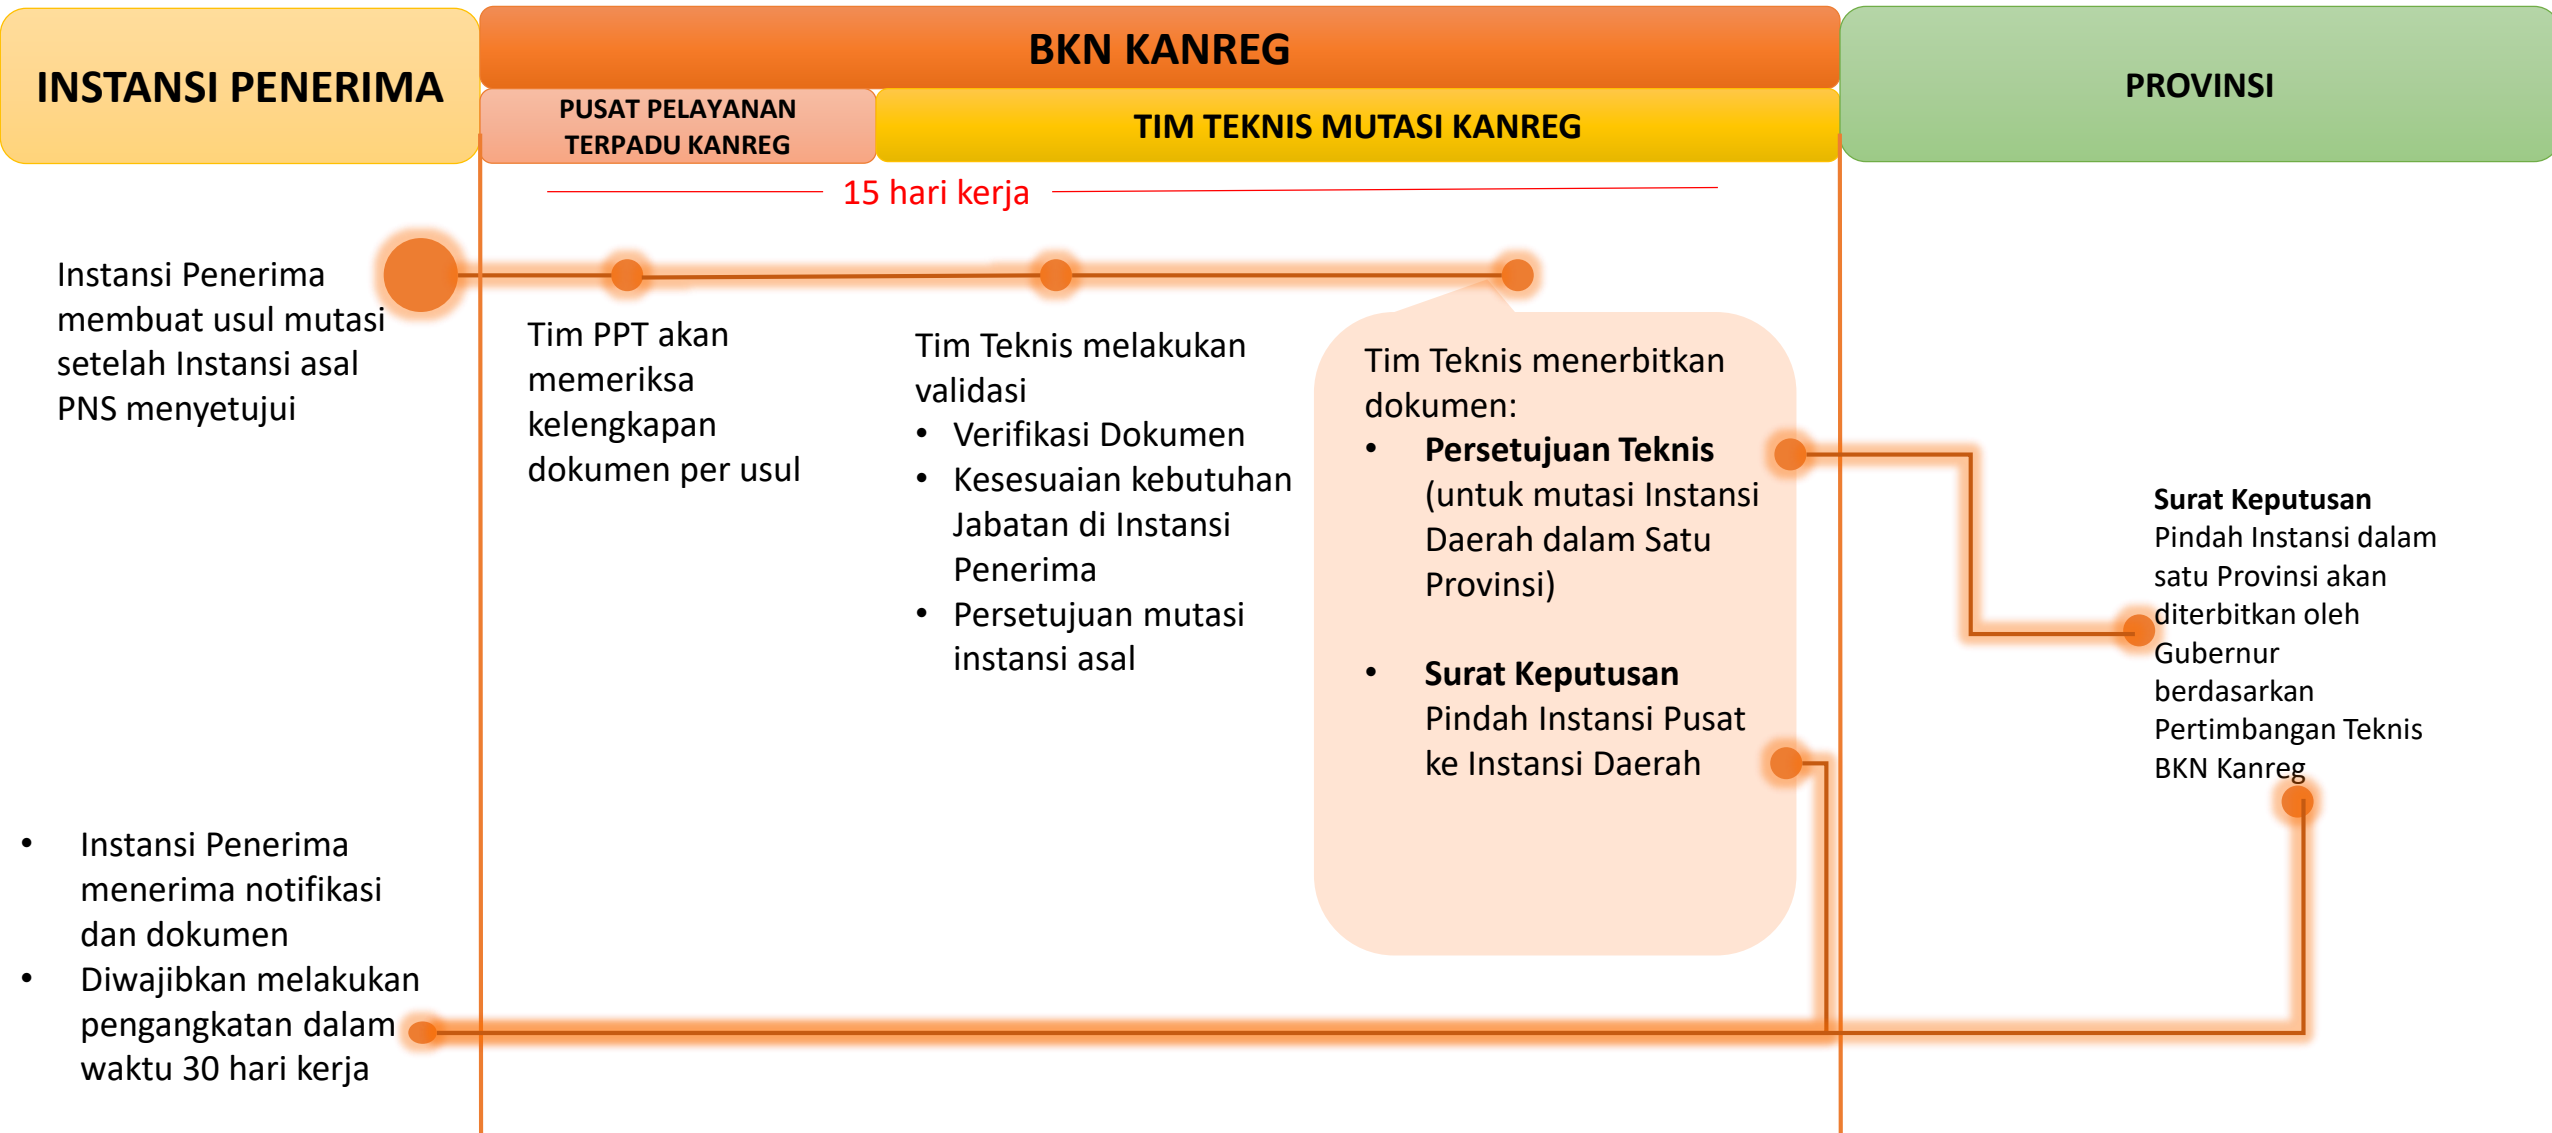 INSTANSI PENERIMA
BKN KANREG
PUSAT PELAYANAN
TERPADU KANREG
TIM TEKNIS MUTASI KANREG
PROVINSI
15 hari kerja
Instansi Penerima
membuat usul mutasi
setelah Instansi asal
PNS menyetujui
Tim PPT akan
memeriksa
kelengkapan
dokumen per usul
Tim Teknis melakukan
validasi
• Verifikasi Dokumen
• Kesesuaian kebutuhan
Jabatan di Instansi
Penerima
• Persetujuan mutasi
instansi asal
Tim Teknis menerbitkan
dokumen:
• Persetujuan Teknis
(untuk mutasi Instansi
Daerah dalam Satu
Provinsi)
• Surat Keputusan
Pindah Instansi Pusat
ke Instansi Daerah
Surat Keputusan
Pindah Instansi dalam
satu Provinsi akan
diterbitkan oleh
Gubernur
berdasarkan
Pertimbangan Teknis
BKN Kanreg
• Instansi Penerima
menerima notifikasi
dan dokumen
• Diwajibkan melakukan
pengangkatan dalam
waktu 30 hari kerja